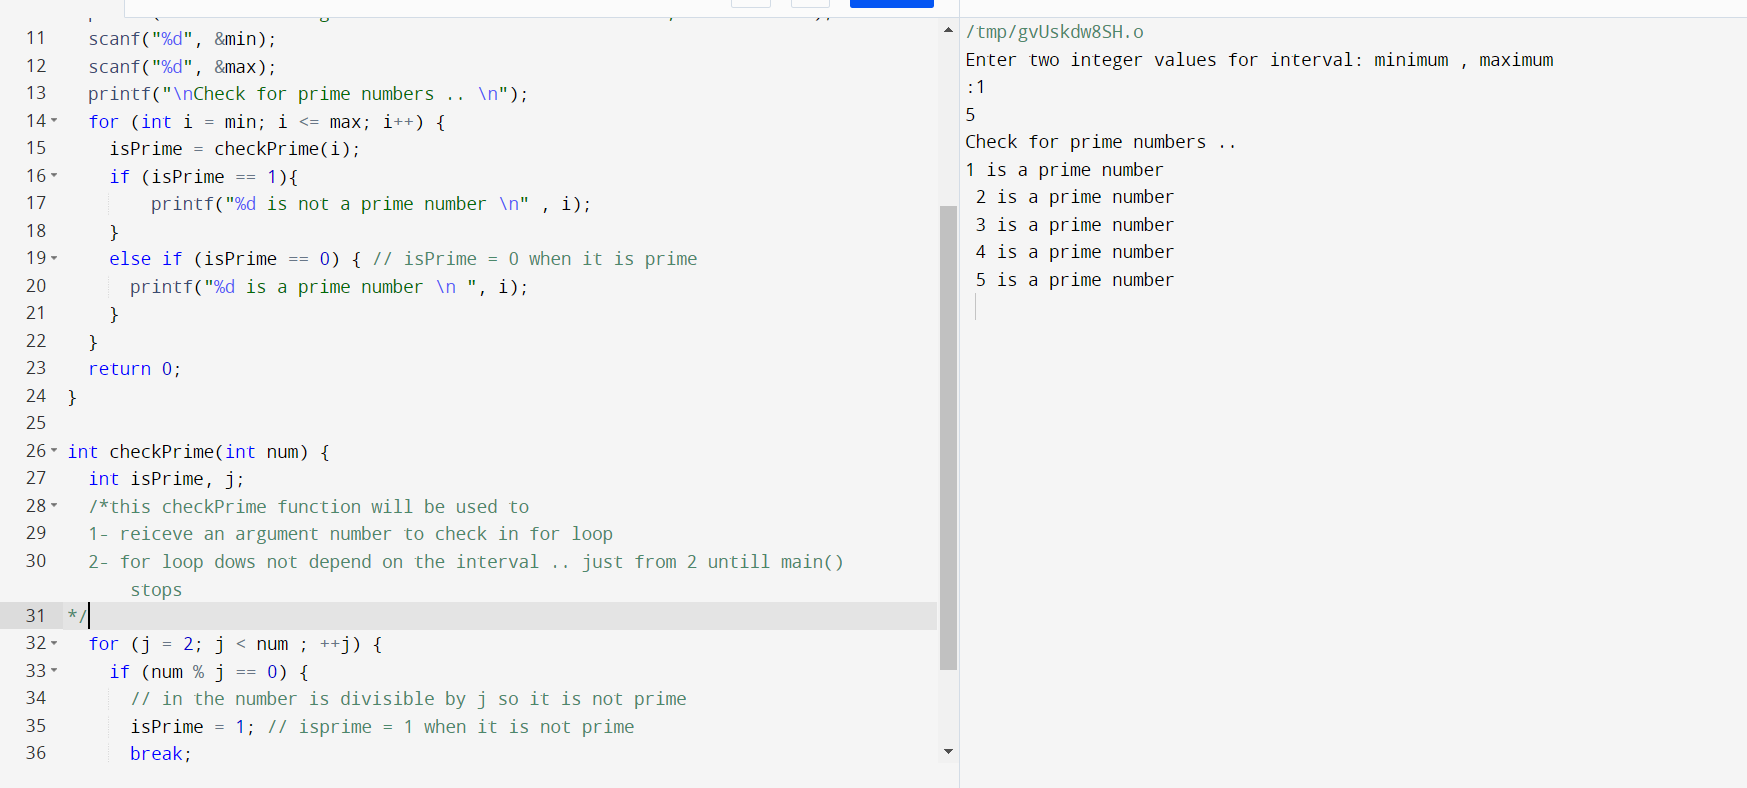 11 scanf("%d", &min);
12 scanf("%d", &max);
13 printf("\nCheck for prime numbers .. \n");
14 for (int i = min; i <= max; i++) {
15 isPrime = checkPrime(i);
16 if (isPrime == 1){
17 printf("%d is not a prime number \n" , i);
18 }
19 else if (isPrime == 0) { // isPrime = 0 when it is prime
20 printf("%d is a prime number \n ", i);
21 }
22 }
23 return 0;
24 }
25
26 int checkPrime(int num) {
27 int isPrime, j;
28 /*this checkPrime function will be used to
29 1- reiceve an argument number to check in for loop
30 2- for loop dows not depend on the interval .. just from 2 untill main()
stops
31 */
32 for (j = 2; j < num ; ++j) {
33 if (num % j == 0) {
34 // in the number is divisible by j so it is not prime
35 isPrime = 1; // isprime = 1 when it is not prime
36 break;
/tmp/gvUskdw8SH.o
Enter two integer values for interval: minimum , maximum
:1
5
Check for prime numbers ..
1 is a prime number
2 is a prime number
3 is a prime number
4 is a prime number
5 is a prime number